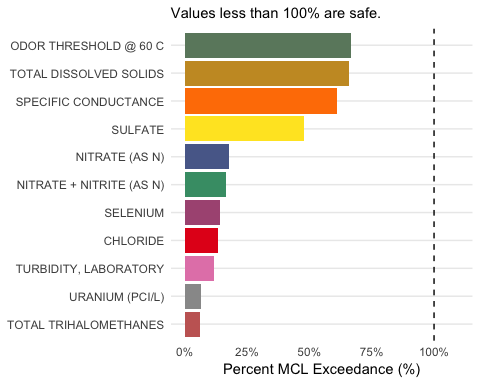 Values less than 100% are safe.
ODOR THRESHOLD @ 60 C
TOTAL DISSOLVED SOLIDS
SPECIFIC CONDUCTANCE
SULFATE
NITRATE (AS N)
NITRATE + NITRITE (AS N)
SELENIUM
CHLORIDE
TURBIDITY, LABORATORY
URANIUM (PCI/L)
TOTAL TRIHALOMETHANES
0% 25% 50% 75% 100%
Percent MCL Exceedance (%)